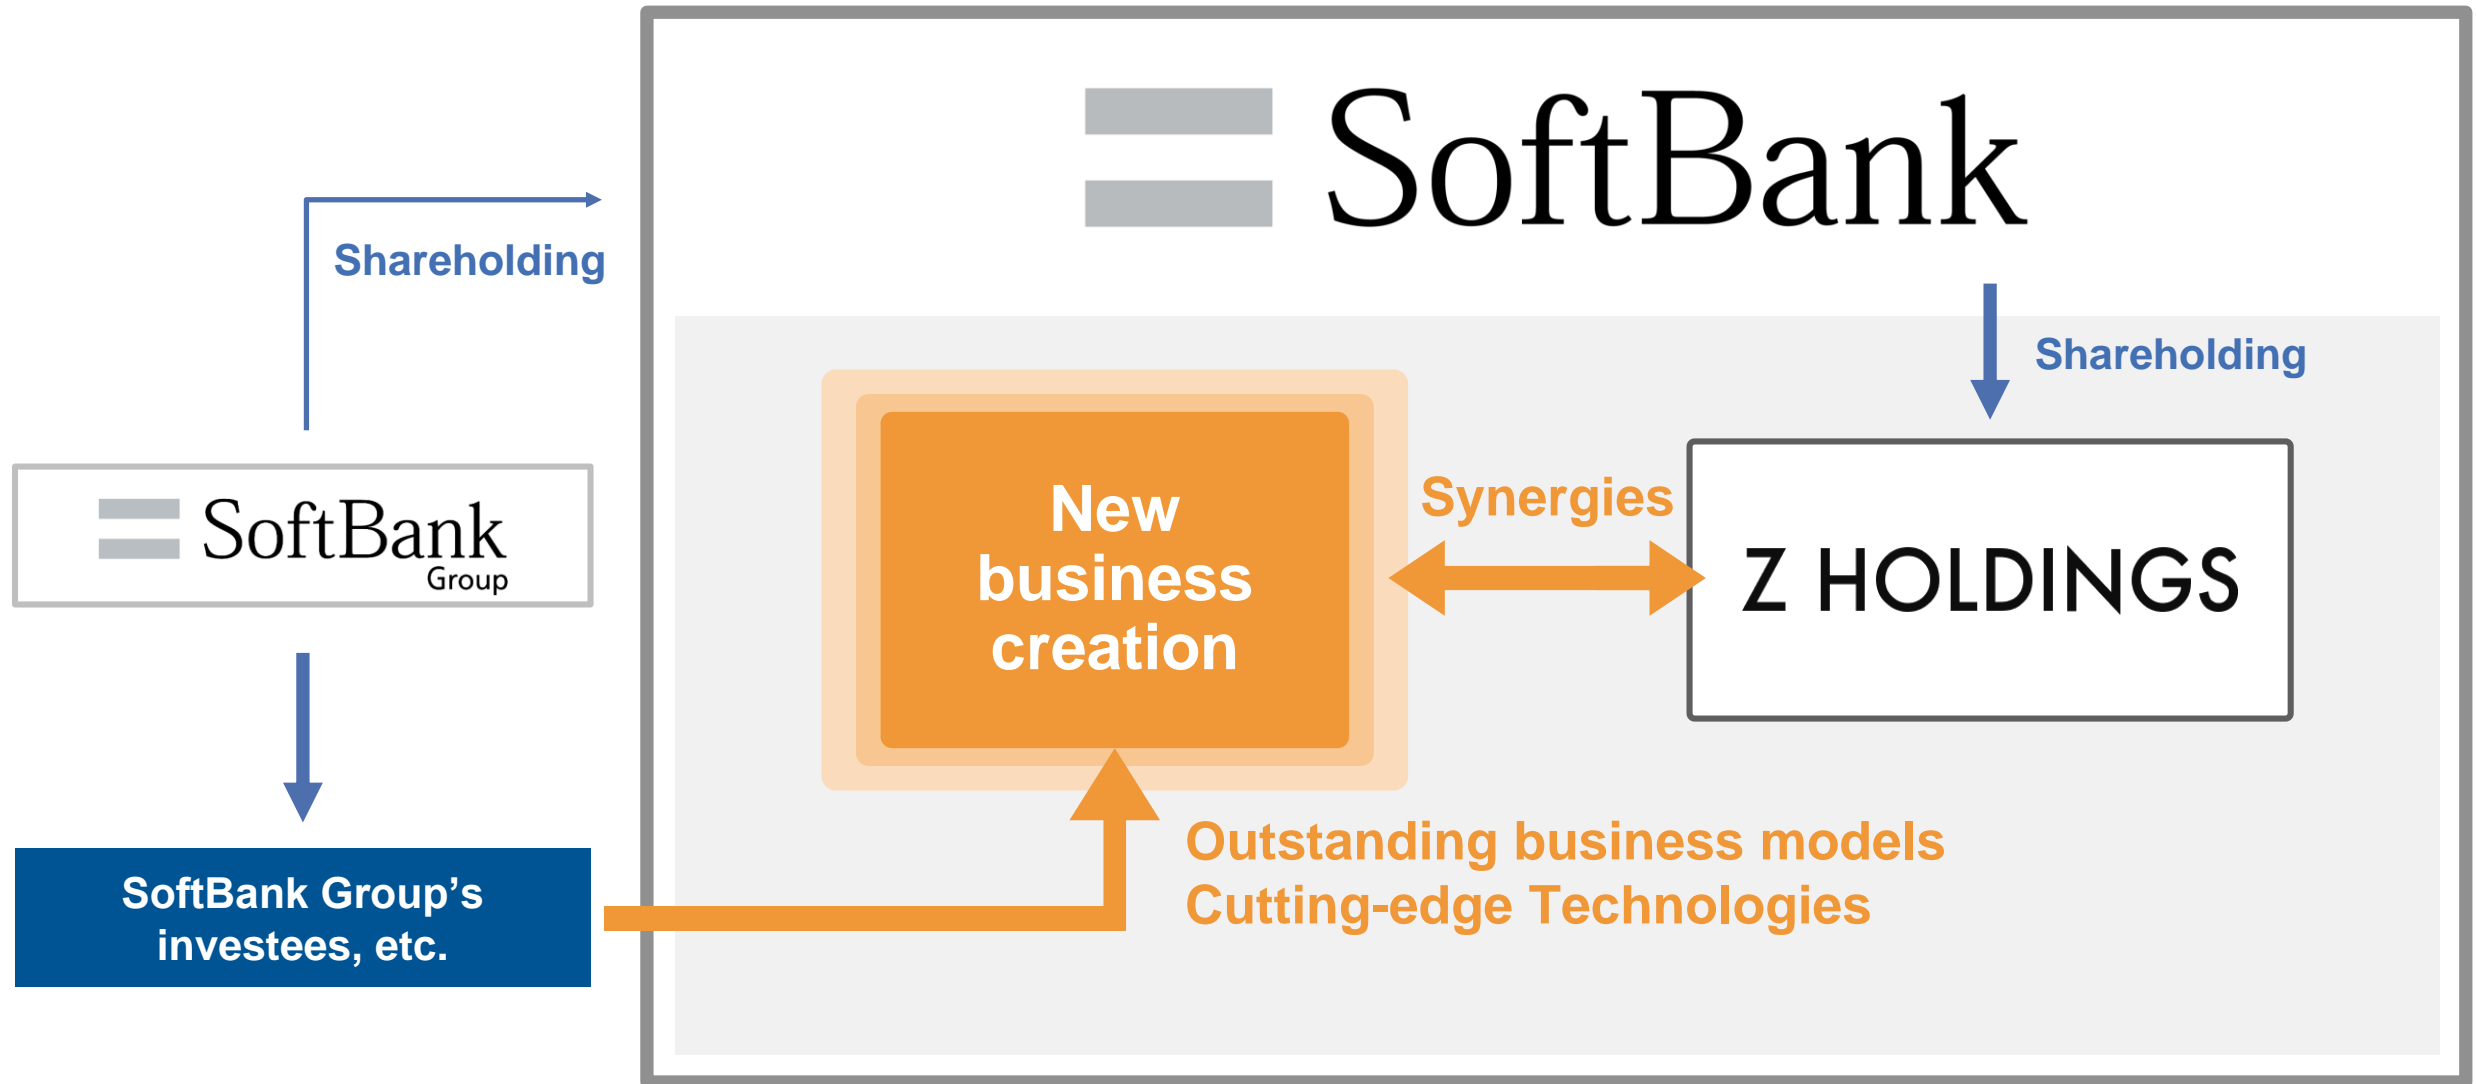 SoftBank
Shareholding
Shareholding
SoftBank
Group
New
business
creation
Synergies
Z HOLDINGS
Outstanding business models
Cutting-edge Technologies
SoftBank Group’s
investees, etc.